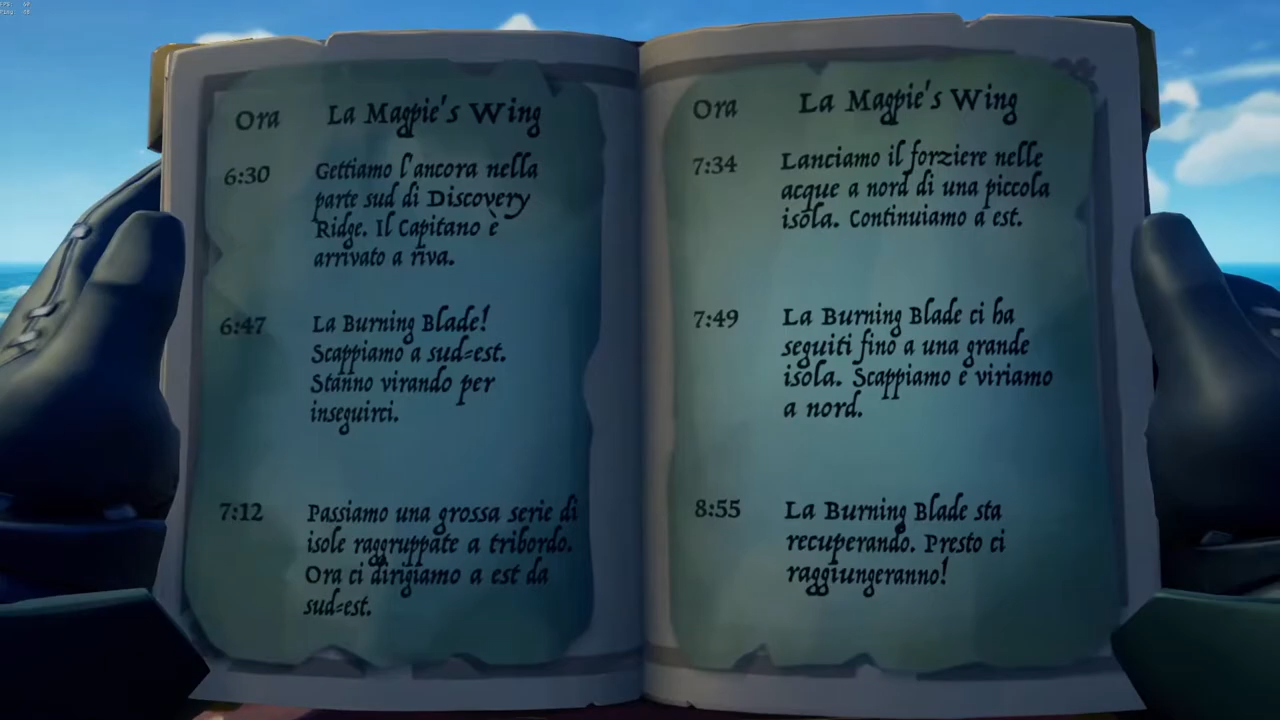 Ora La Magpie's Wing
6:30 Gettiamo l'ancora nella
parte sud di Discovery
Ridge. Il Capitano è
arrivato a riva.
6:47 La Burning Blade!
Scappiamo a sud-est.
Stanno virando per
inseguirci.
7:12 Passiamo una grossa serie di
isole raggruppate a tribordo.
Ora ci dirigiamo a est da
sud-est.
Ora La Magpie's Wing
7:34 Lanciamo il forziere nelle
acque a nord di una piccola
isola. Continuiamo a est.
7:49 La Burning Blade ci ha
seguiti fino a una grande
isola. Scappiamo e viriamo
a nord.
8:55 La Burning Blade sta
recuperando. Presto ci
raggiungeranno!